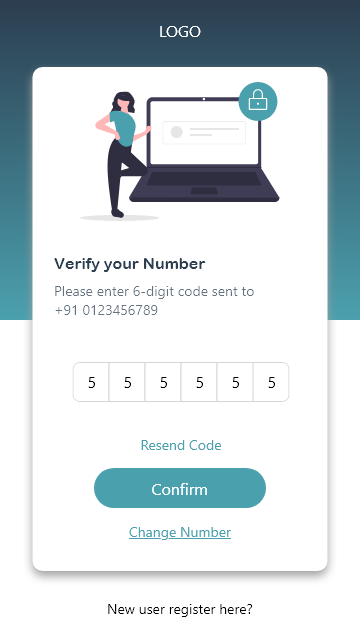 LOGO
Verify your Number
Please enter 6-digit code sent to
+91 0123456789
5 5 5 5 5 5
Resend Code
Confirm
Change Number
New user register here?